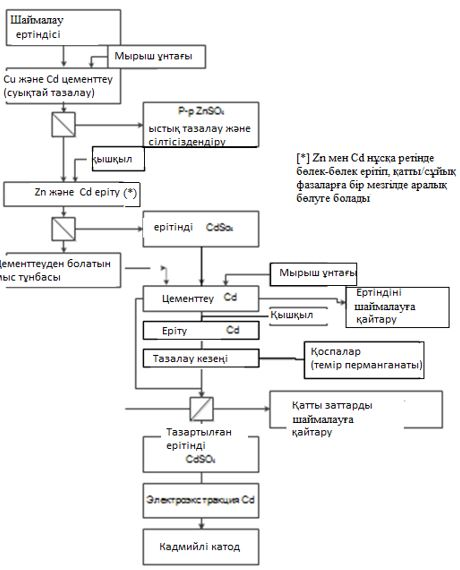 Шаймалау
ертіндісі
Мырыш ұнтағы
Cu және Cd цементтеу
(суықтай тазалау)
Р-р ZnSO₄
ыстық тазалау және
сілтісіздендіру
қышқыл
[*] Zn мен Cd нұсқа ретінде
бөлек-бөлек ерітіп, қатты/сұйық
фазаларға бір мезгілде аралық
бөлуге болады
Zn және Cd еріту (*)
ерітінді CdSo₄
Цементтеуден болатын
мыс тұнбасы
Мырыш ұнтағы
Цементтеу Cd
Ертіндіні
шаймалауға
қайтару
Қышқыл
Еріту Cd
Тазалау кезеңі
Қоспалар
(темір перманганаты)
Қатты заттарды
шаймалауға
қайтару
Тазартылған
ерітінді
CdSO₄
Электроэкстракция Cd
Кадмийлі катод